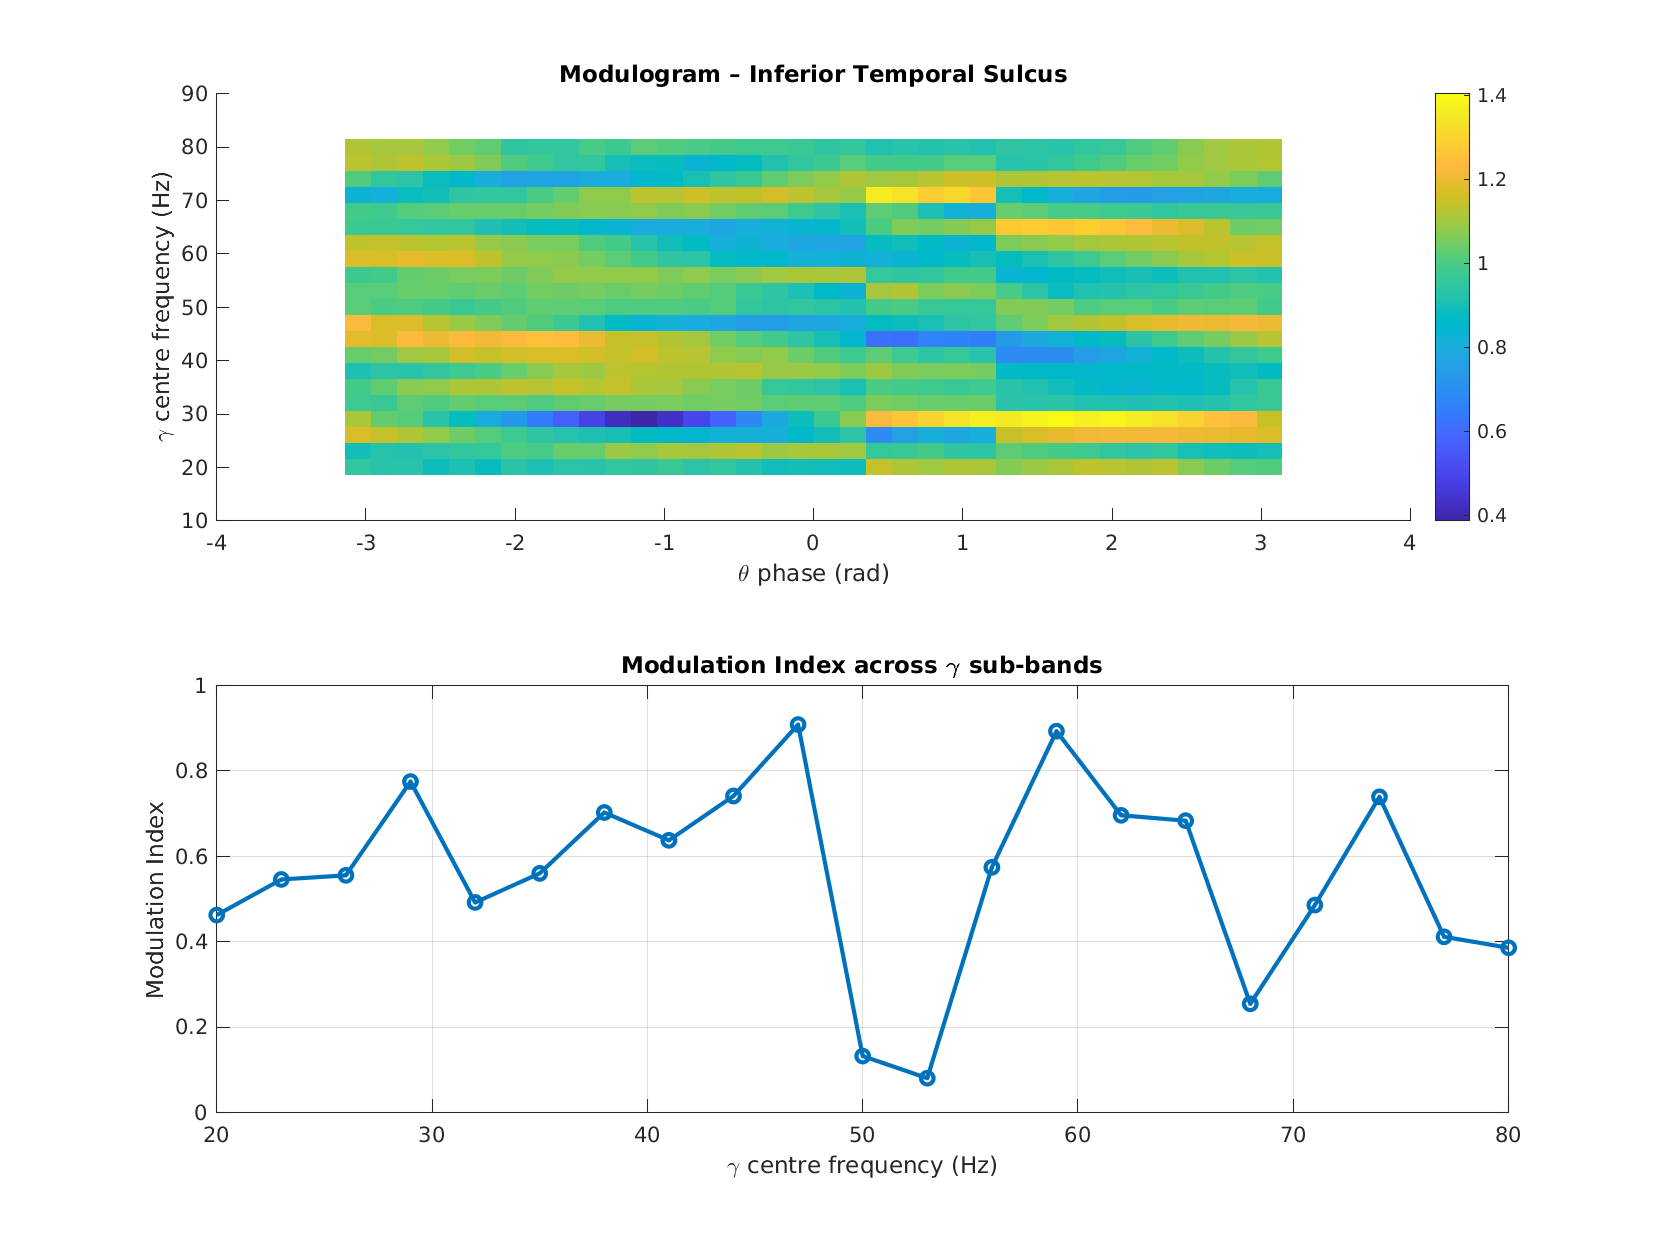 Modulogram – Inferior Temporal Sulcus
90
80
70
60
50
40
30
20
10
γ centre frequency (Hz)
-4 -3 -2 -1 0 1 2 3 4
θ phase (rad)
1.4
1.2
1
0.8
0.6
0.4
Modulation Index across γ sub-bands
1
0.8
0.6
0.4
0.2
0
Modulation Index
20 30 40 50 60 70 80
γ centre frequency (Hz)